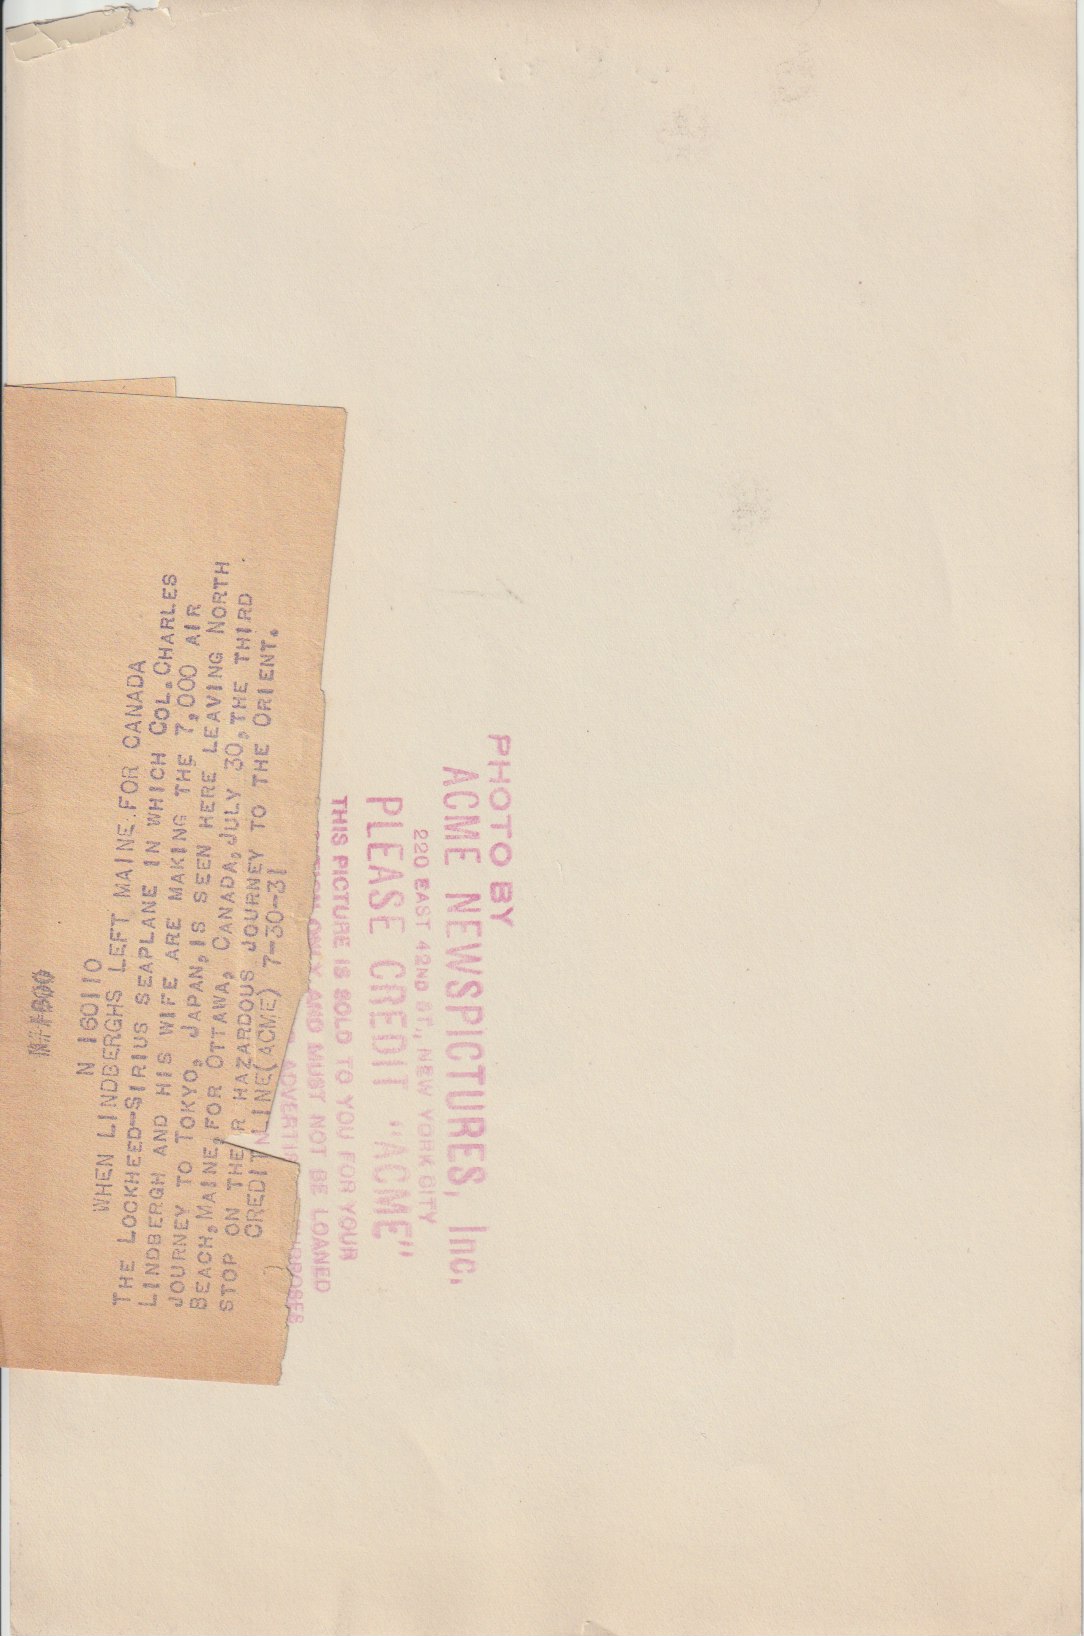 N 160110
WHEN LINDBERGHS LEFT MAINE FOR CANADA
THE LOCKHEED-SIRIUS SEAPLANE IN WHICH COL. CHARLES
LINDBERGH AND HIS WIFE ARE MAKING THE 7,000 AIR
JOURNEY TO TOKYO, JAPAN, IS SEEN HERE LEAVING NORTH
BEACH, MAINE, FOR OTTAWA, CANADA, JULY 30, THE THIRD
STOP ON THE R HAZARDOUS JOURNEY TO THE ORIENT.
CREDIT LINE (ACME) 7-30-31
PHOTO BY
ACME NEWSPICTURES, Inc.
220 EAST 42ND ST., NEW YORK CITY
PLEASE CREDIT "ACME"
THIS PICTURE IS SOLD TO YOU FOR YOUR
ONLY AND MUST NOT BE LOANED